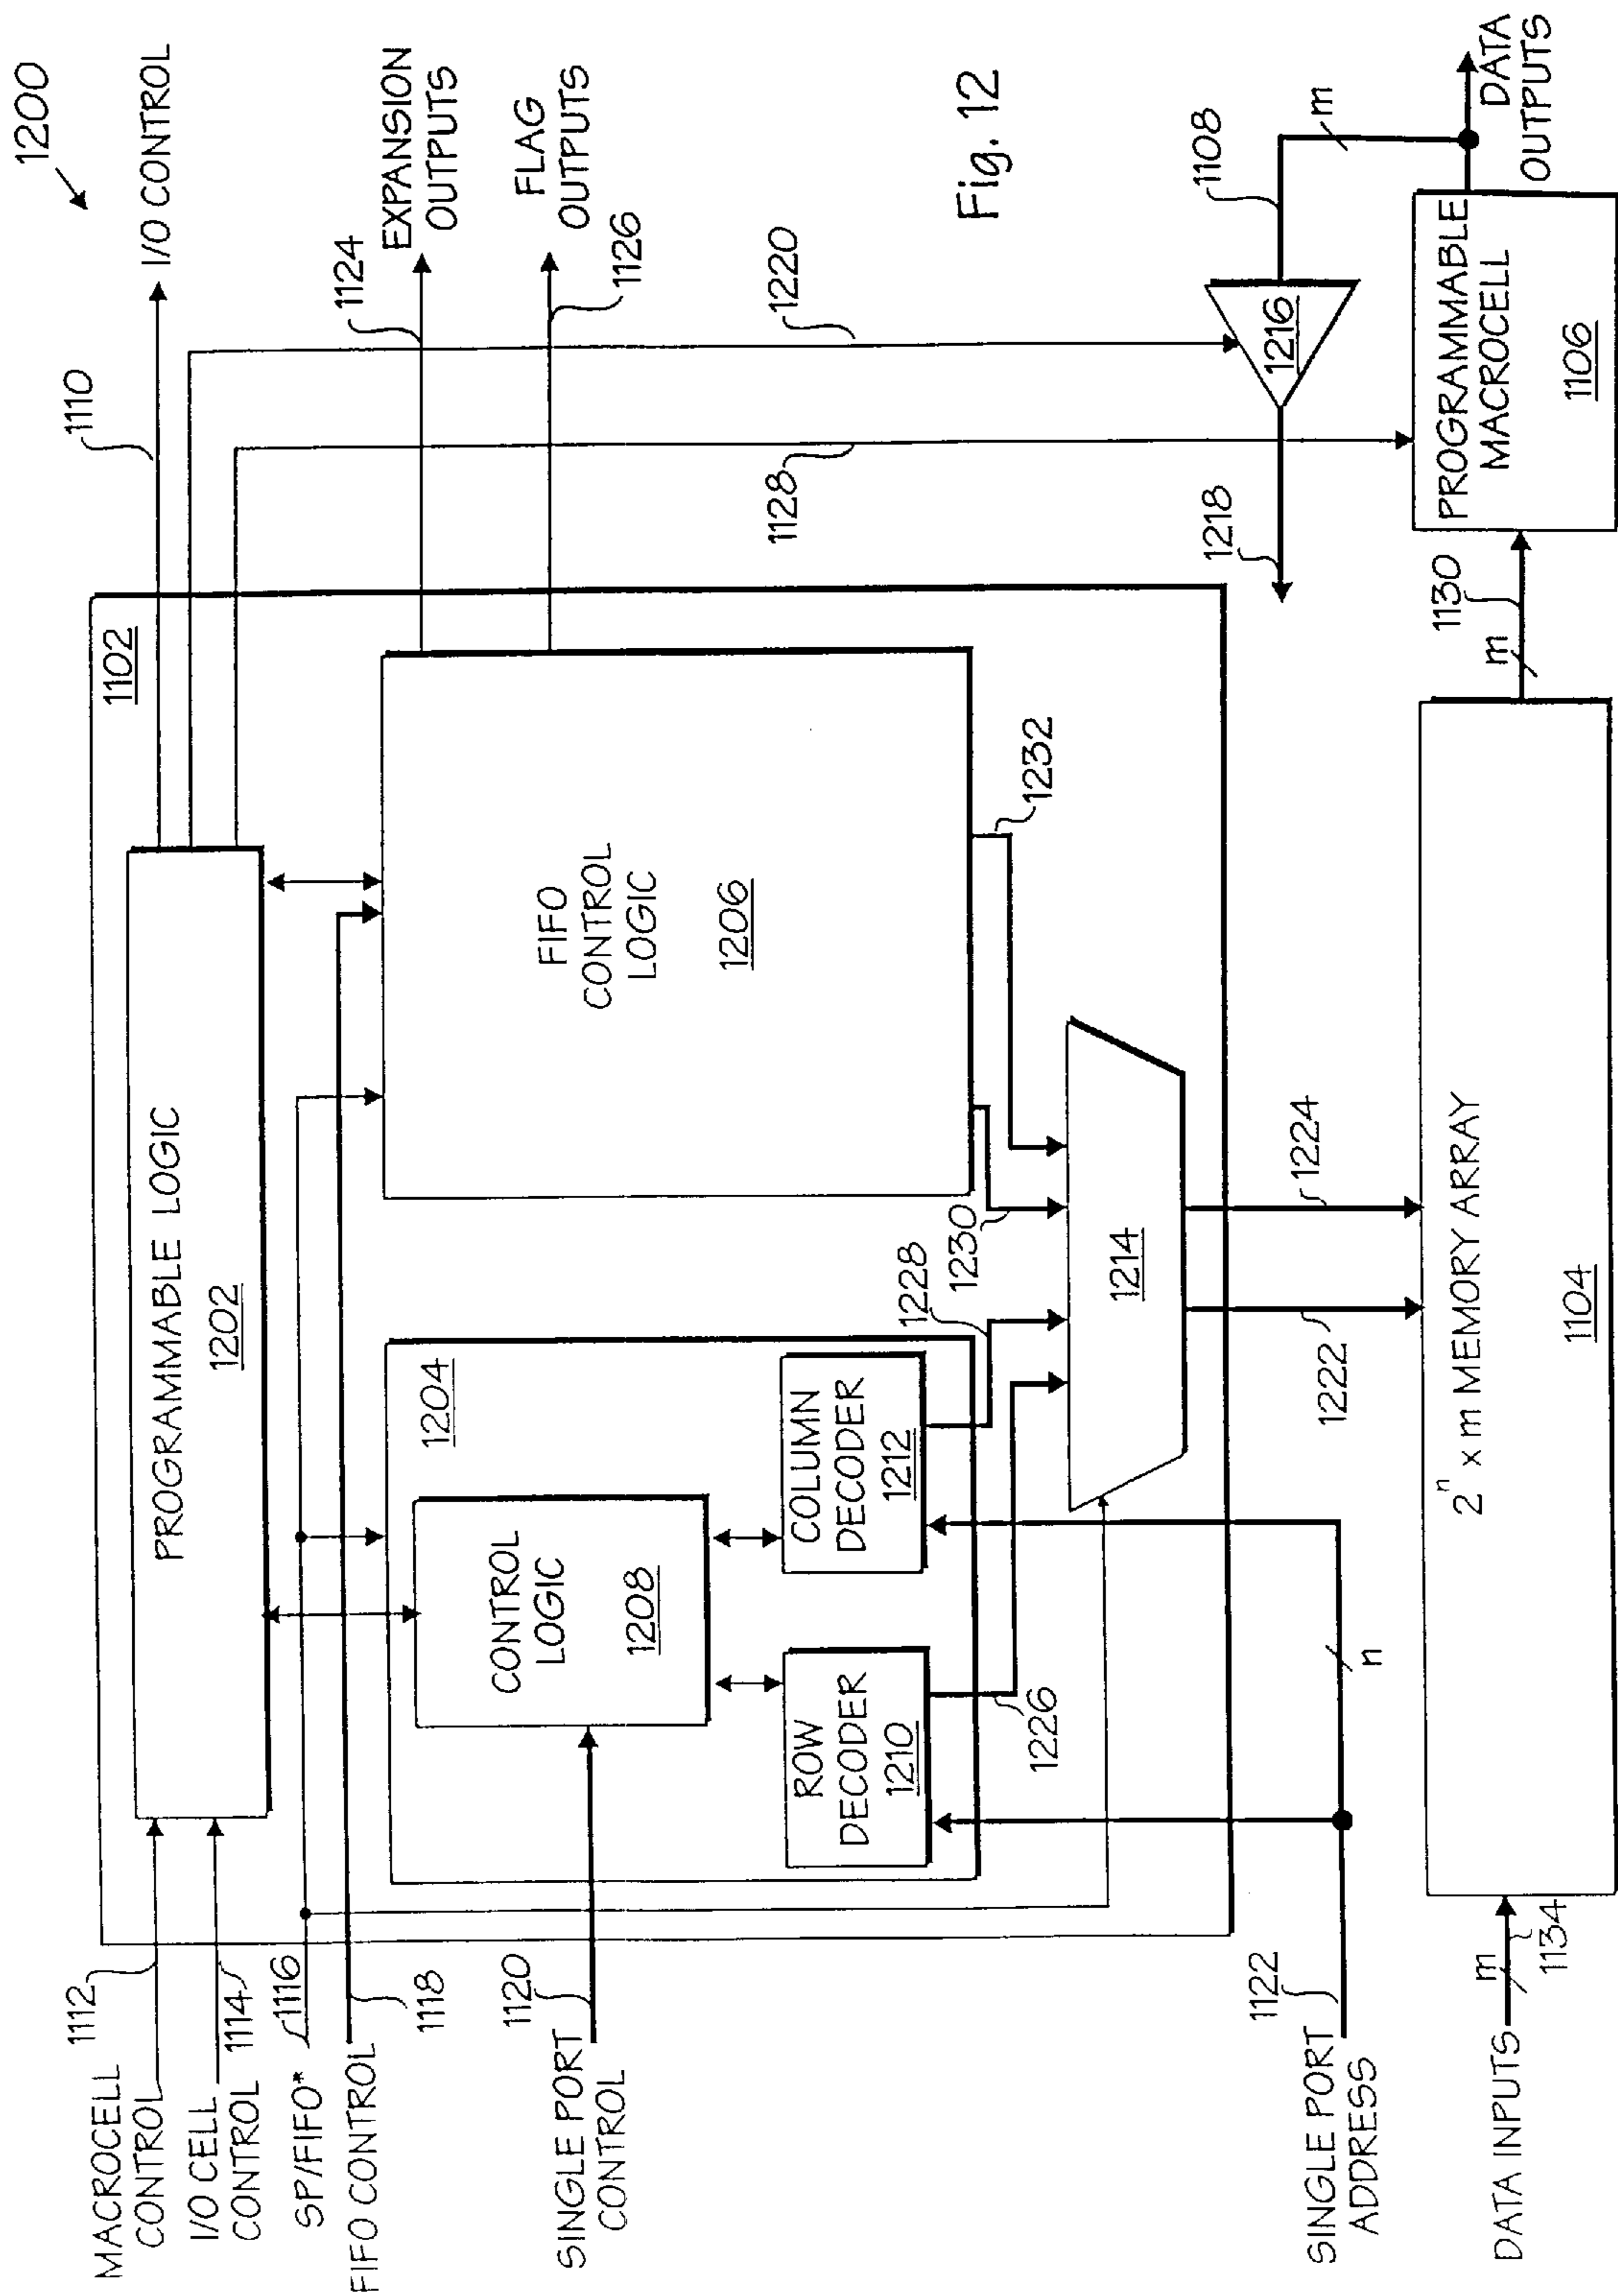 1200
1110
I/O CONTROL
MACROCELL
CONTROL
1112
I/O CELL
CONTROL
1114
PROGRAMMABLE LOGIC
1202
1102
1124
EXPANSION
OUTPUTS
SP/FIFO*
1116
FIFO CONTROL
1118
FLAG
OUTPUTS
1126
1204
CONTROL
LOGIC
1208
FIFO
CONTROL
LOGIC
1206
SINGLE PORT
CONTROL
1120
1128
1220
ROW
DECODER
1210
COLUMN
DECODER
1212
1226
1228
1230
1232
1214
Fig. 12
1218
1216
1108
m
SINGLE PORT
ADDRESS
1122
n
1222
1224
DATA INPUTS
m
1134
2ⁿ x m MEMORY ARRAY
1104
m
1130
PROGRAMMABLE
MACROCELL
1106
DATA
OUTPUTS